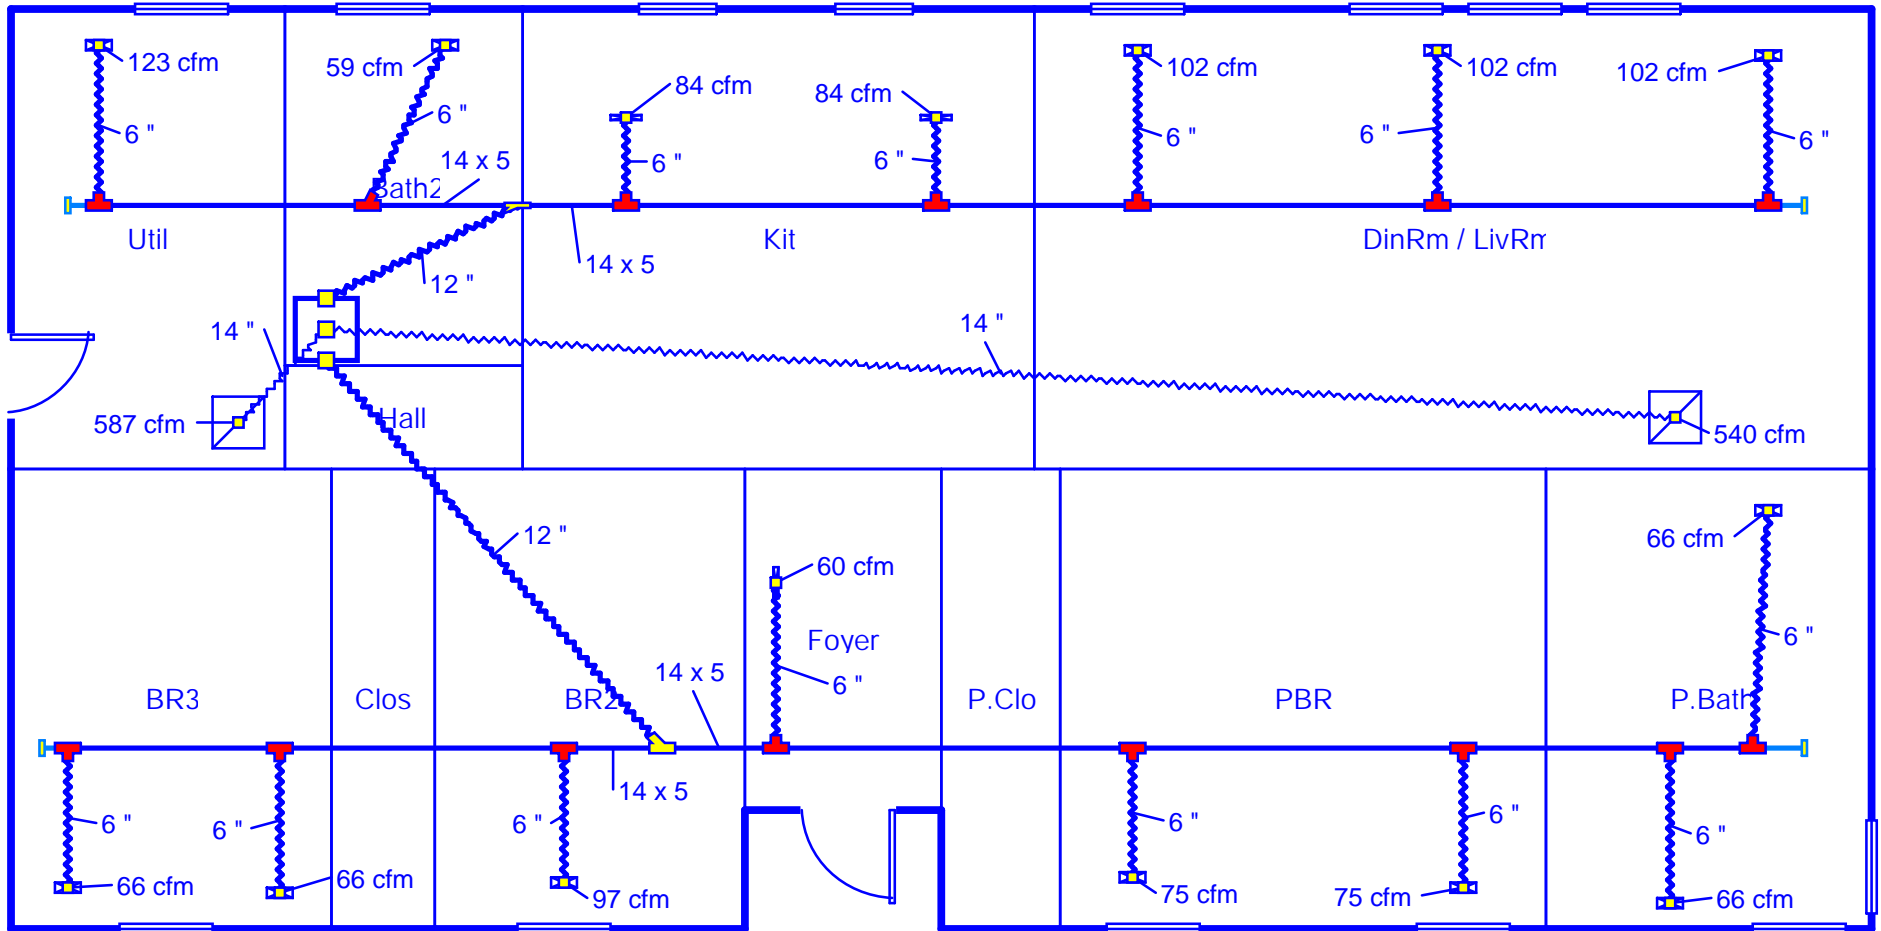 123 cfm
59 cfm
84 cfm
84 cfm
102 cfm
102 cfm
102 cfm
6 "
6 "
6 "
6 "
6 "
6 "
6 "
14 x 5
Bath2
Util
Kit
DinRm / LivRm
14 x 5
12 "
14 "
14 "
587 cfm
Hall
540 cfm
12 "
60 cfm
66 cfm
Foyer
6 "
6 "
14 x 5
BR3
Clos
BR2
P.Clo
PBR
P.Bath
14 x 5
6 "
6 "
6 "
6 "
6 "
6 "
66 cfm
66 cfm
97 cfm
75 cfm
75 cfm
66 cfm